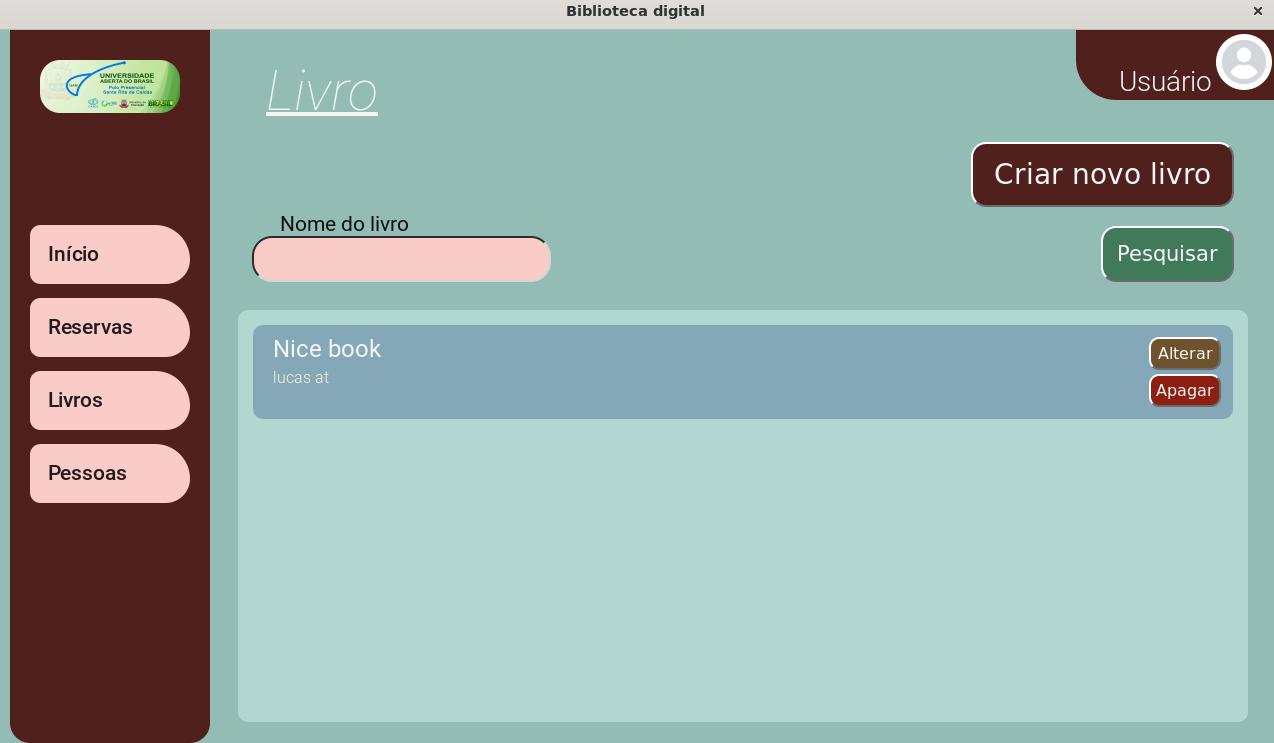 Biblioteca digital
UNIVERSIDADE
ABERTA DO BRASIL
Polo Presencial
Santa Rita de Caldas
BRASIL
Livro
Usuário
Criar novo livro
Nome do livro
Pesquisar
Início
Reservas
Livros
Pessoas
Nice book
lucas at
Alterar
Apagar